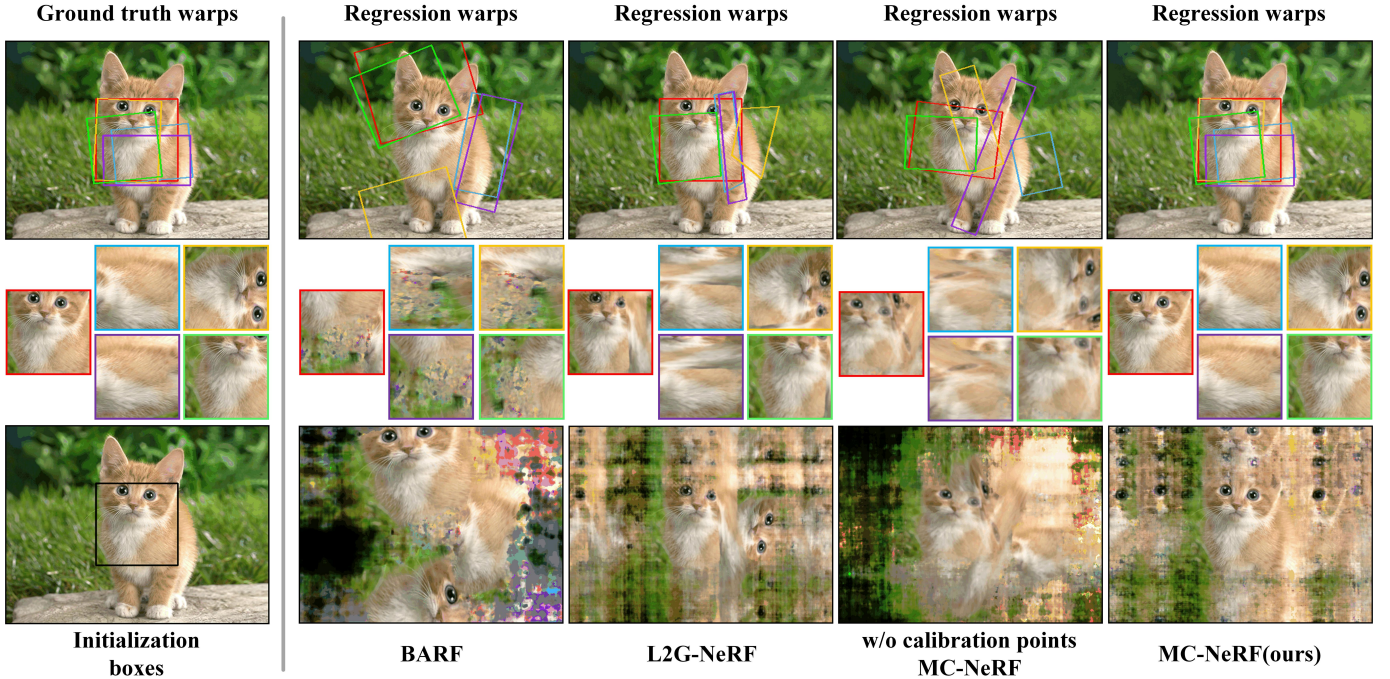 Ground truth warps
Regression warps
Regression warps
Regression warps
Regression warps
Initialization
boxes
BARF
L2G-NeRF
w/o calibration points
MC-NeRF
MC-NeRF(ours)